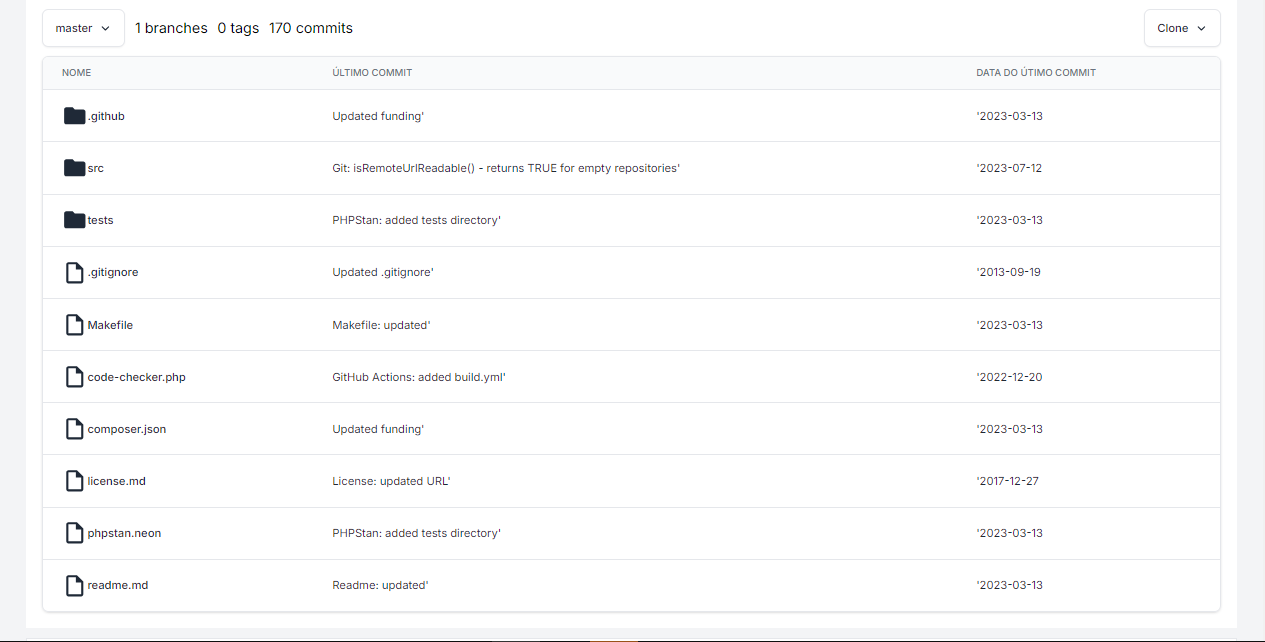 master 1 branches 0 tags 170 commits Clone
NOME ÚLTIMO COMMIT DATA DO ÚTIMO COMMIT
.github Updated funding' '2023-03-13
src Git: isRemoteUrlReadable() - returns TRUE for empty repositories' '2023-07-12
tests PHPStan: added tests directory' '2023-03-13
.gitignore Updated .gitignore' '2013-09-19
Makefile Makefile: updated' '2023-03-13
code-checker.php GitHub Actions: added build.yml' '2022-12-20
composer.json Updated funding' '2023-03-13
license.md License: updated URL' '2017-12-27
phpstan.neon PHPStan: added tests directory' '2023-03-13
readme.md Readme: updated' '2023-03-13